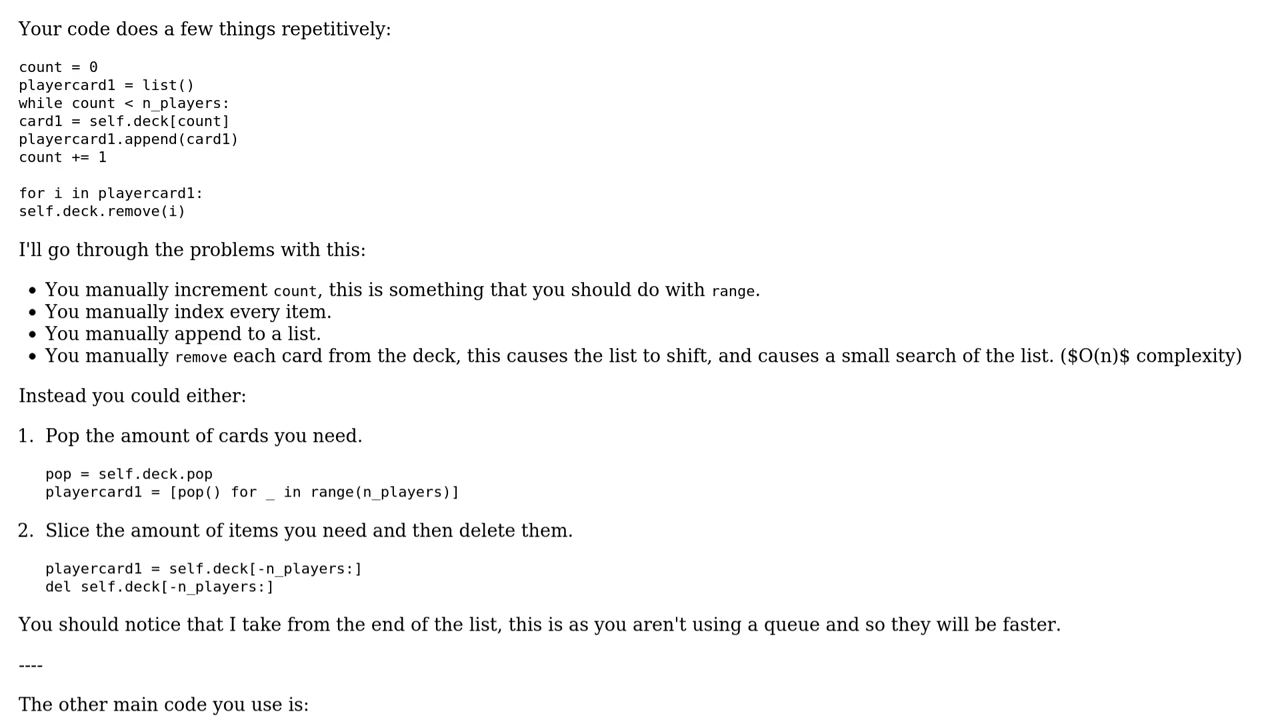 Your code does a few things repetitively:
count = 0
playercard1 = list()
while count < n_players:
card1 = self.deck[count]
playercard1.append(card1)
count += 1
for i in playercard1:
self.deck.remove(i)
I'll go through the problems with this:
• You manually increment count, this is something that you should do with range.
• You manually index every item.
• You manually append to a list.
• You manually remove each card from the deck, this causes the list to shift, and causes a small search of the list. ($O(n)$ complexity)
Instead you could either:
1. Pop the amount of cards you need.
pop = self.deck.pop
playercard1 = [pop() for _ in range(n_players)]
2. Slice the amount of items you need and then delete them.
playercard1 = self.deck[-n_players:]
del self.deck[-n_players:]
You should notice that I take from the end of the list, this is as you aren't using a queue and so they will be faster.
----
The other main code you use is: